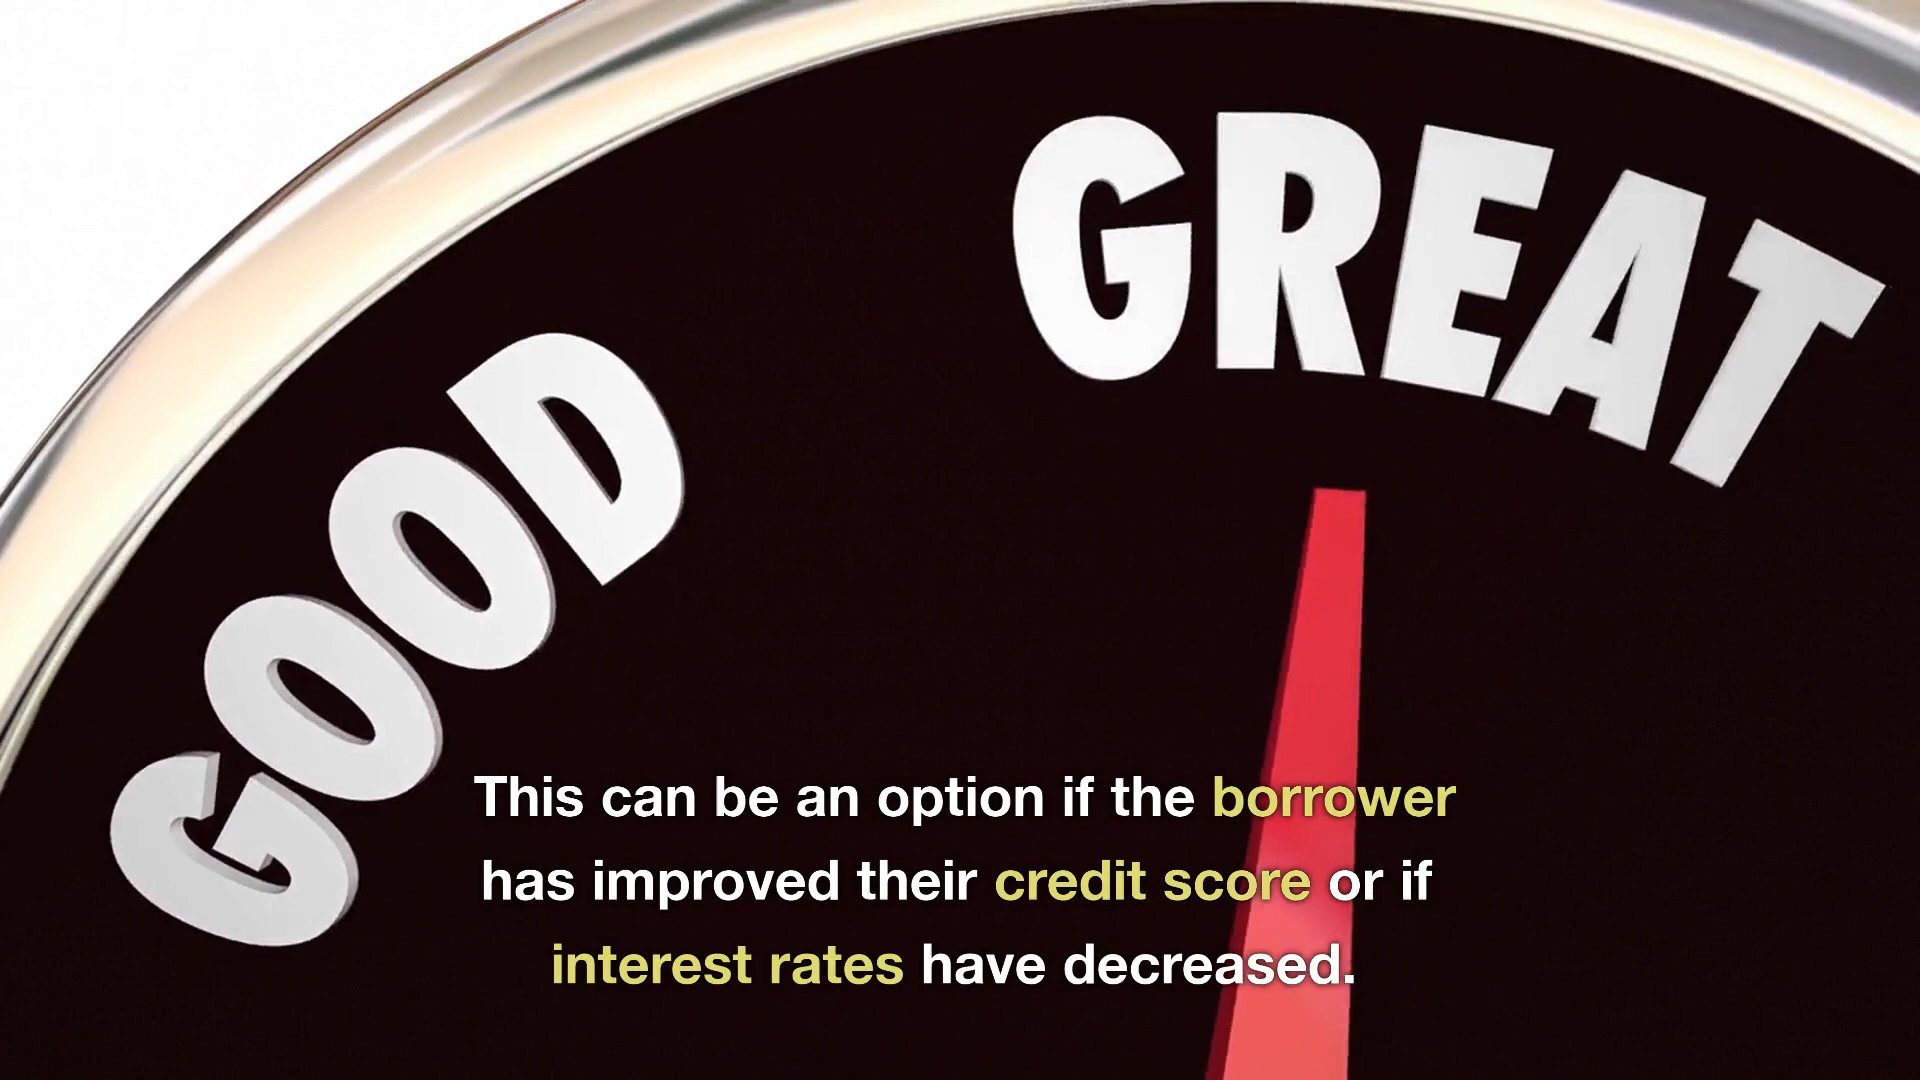 GOOD
GREAT
This can be an option if the borrower
has improved their credit score or if
interest rates have decreased.